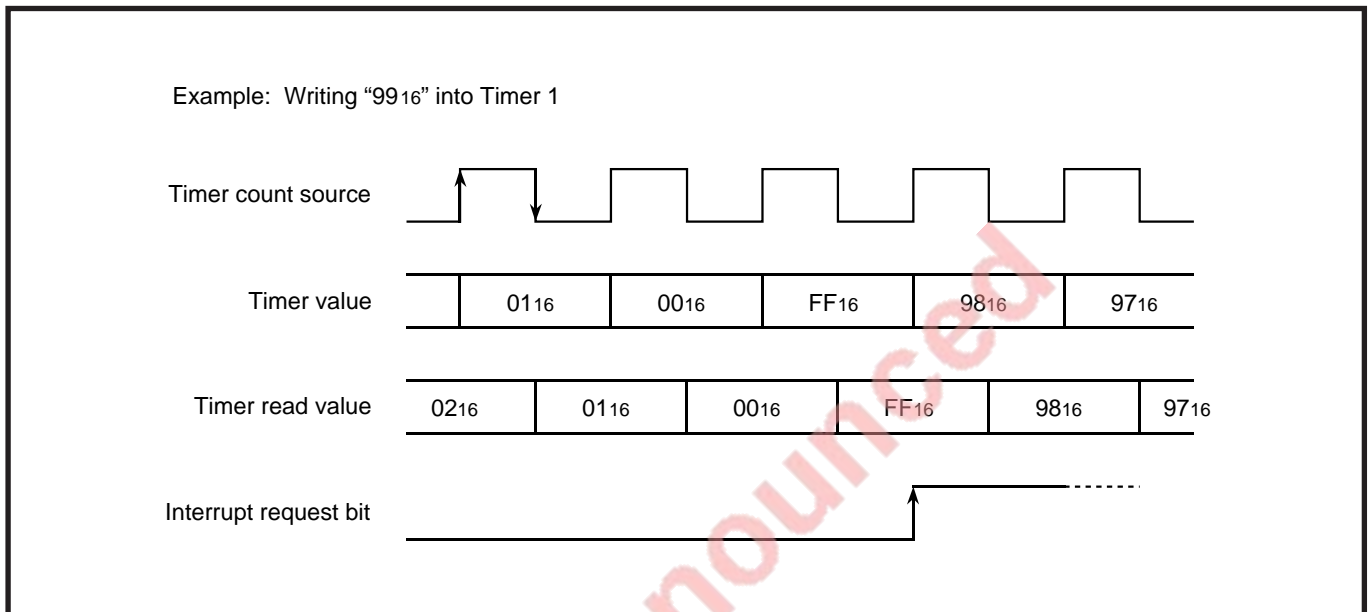 Example: Writing “9916” into Timer 1
Timer count source
Timer value 0116 0016 FF16 9816 9716
Timer read value 0216 0116 0016 FF16 9816 9716
Interrupt request bit
nounced